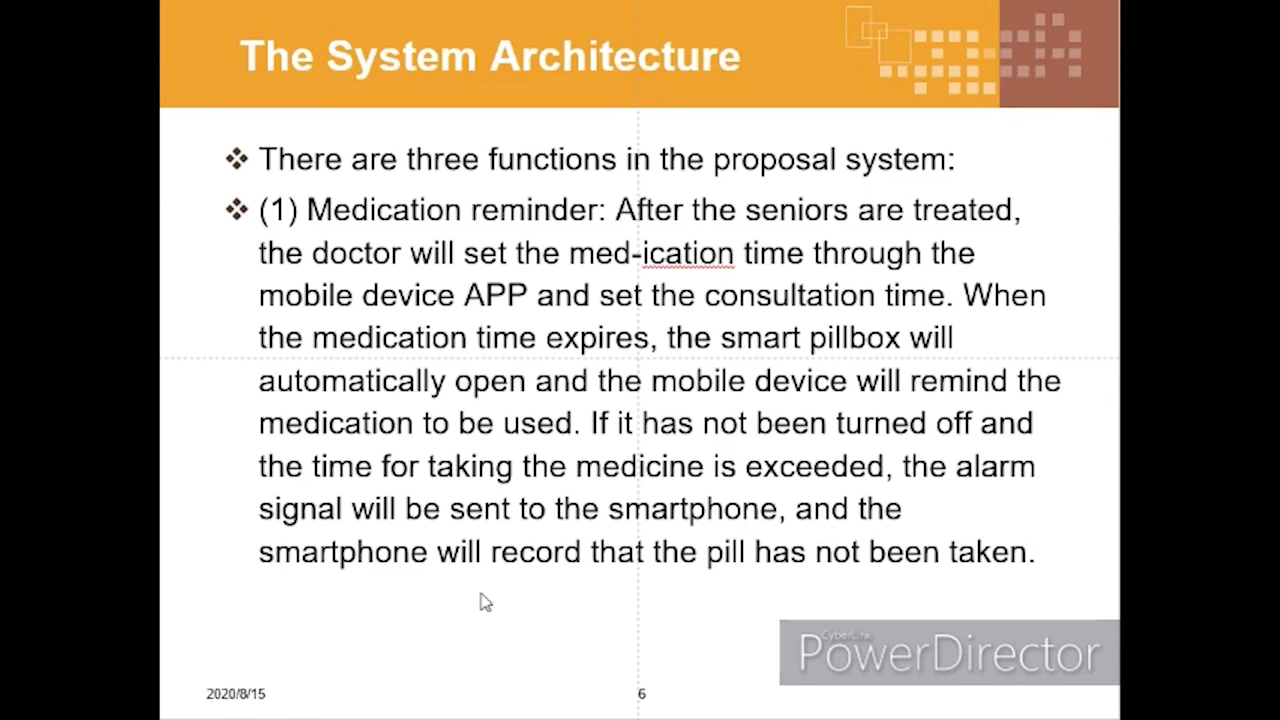 The System Architecture
There are three functions in the proposal system:
(1) Medication reminder: After the seniors are treated,
the doctor will set the med-ication time through the
mobile device APP and set the consultation time. When
the medication time expires, the smart pillbox will
automatically open and the mobile device will remind the
medication to be used. If it has not been turned off and
the time for taking the medicine is exceeded, the alarm
signal will be sent to the smartphone, and the
smartphone will record that the pill has not been taken.
CyberLink
PowerDirector
2020/8/15
6